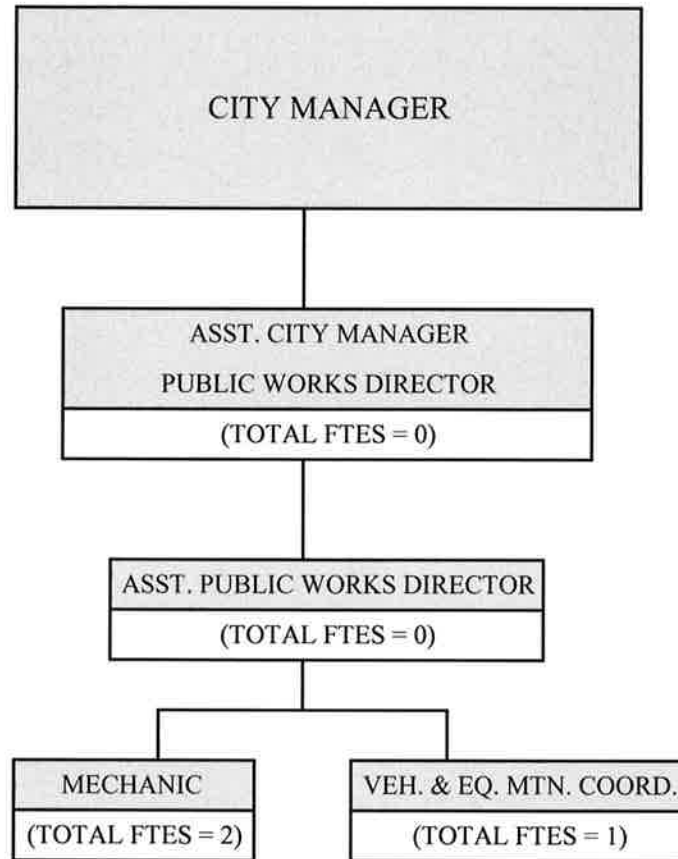 CITY MANAGER
ASST. CITY MANAGER
PUBLIC WORKS DIRECTOR
(TOTAL FTES = 0)
ASST. PUBLIC WORKS DIRECTOR
(TOTAL FTES = 0)
MECHANIC
(TOTAL FTES = 2)
VEH. & EQ. MTN. COORD.
(TOTAL FTES = 1)